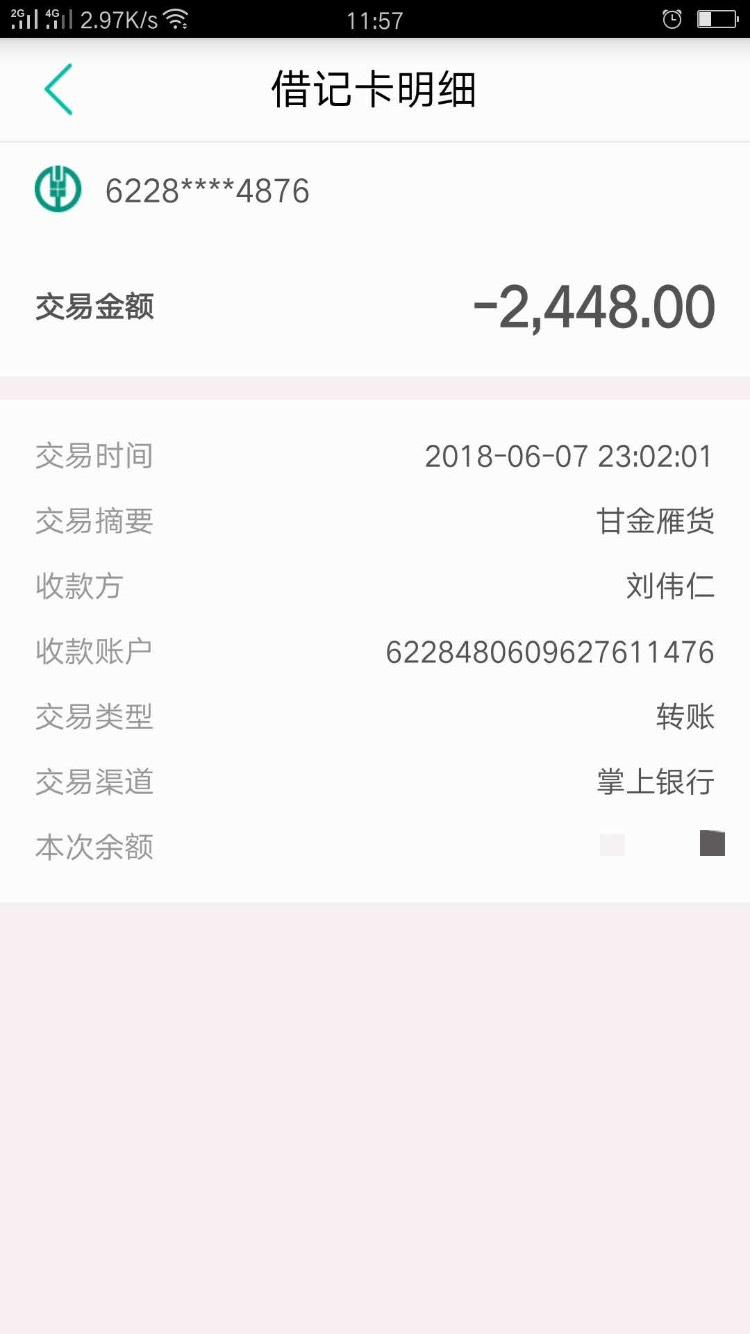 2G 4G 2.97K/s 11:57
借记卡明细
6228****4876
交易金额 -2,448.00
交易时间 2018-06-07 23:02:01
交易摘要 甘金雁货
收款方 刘伟仁
收款账户 6228480609627611476
交易类型 转账
交易渠道 掌上银行
本次余额